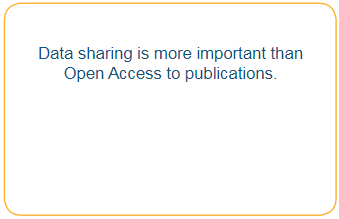 Data sharing is more important than
Open Access to publications.